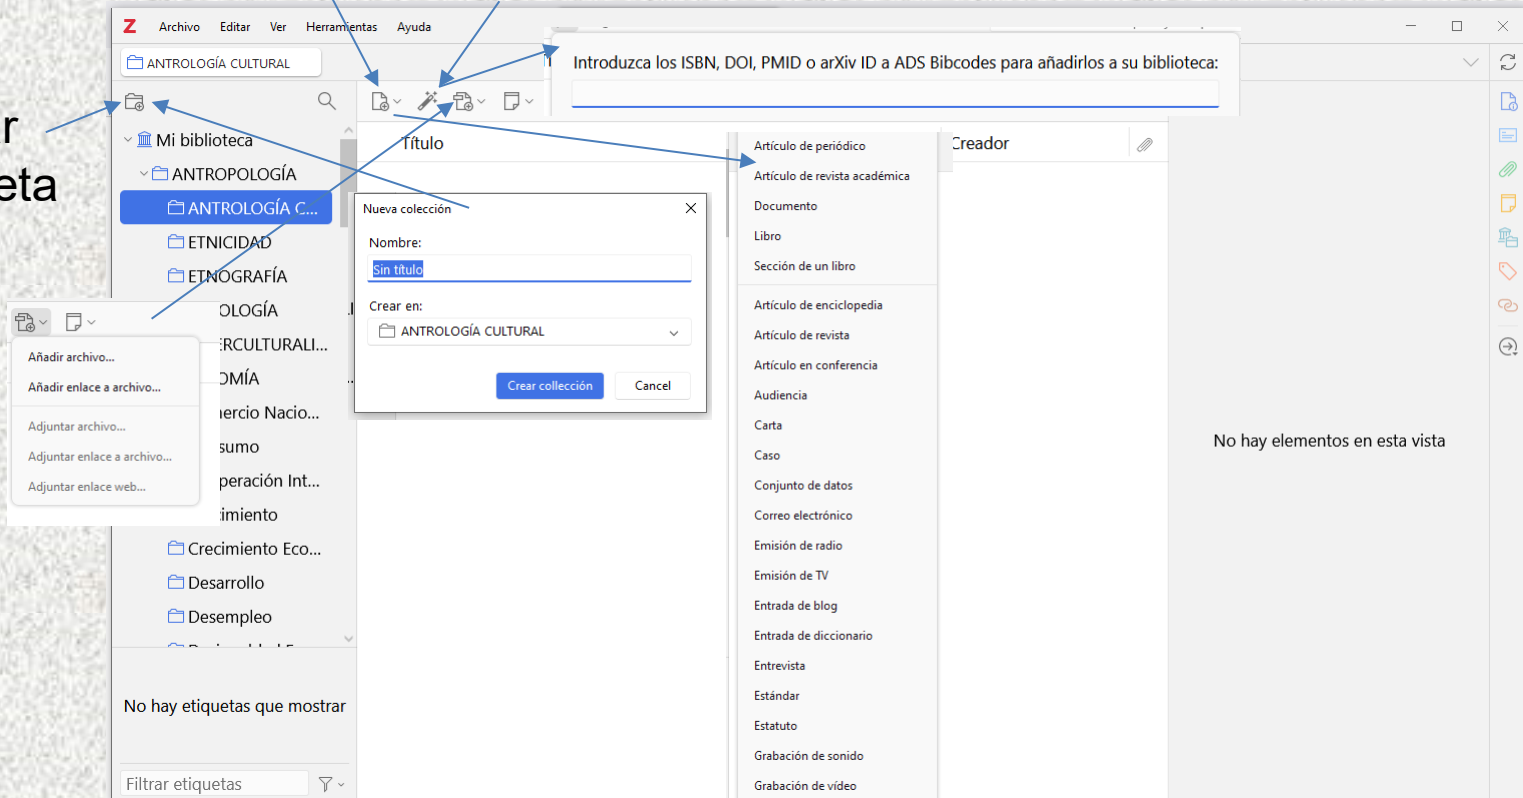 Z Archivo Editar Ver Herramientas Ayuda
ANTROLOGÍA CULTURAL
Introduzca los ISBN, DOI, PMID o arXiv ID a ADS Bibcodes para añadirlos a su biblioteca:
r
eta
Mi biblioteca
ANTROPOLOGÍA
ANTROLOGÍA C...
ETNICIDAD
ETNOGRAFÍA
OLOGÍA
RCULTURALI...
OMÍA
ercio Nacio...
sumo
peración Int...
imiento
Crecimiento Eco...
Desarrollo
Desempleo
No hay etiquetas que mostrar
Filtrar etiquetas
Añadir archivo...
Añadir enlace a archivo...
Adjuntar archivo...
Adjuntar enlace a archivo...
Adjuntar enlace web...
Título
Creador
Nueva colección
Nombre:
Sin título
Crear en:
ANTROLOGÍA CULTURAL
Crear collección
Cancel
Artículo de periódico
Artículo de revista académica
Documento
Libro
Sección de un libro
Artículo de enciclopedia
Artículo de revista
Artículo en conferencia
Audiencia
Carta
Caso
Conjunto de datos
Correo electrónico
Emisión de radio
Emisión de TV
Entrada de blog
Entrada de diccionario
Entrevista
Estándar
Estatuto
Grabación de sonido
Grabación de vídeo
No hay elementos en esta vista